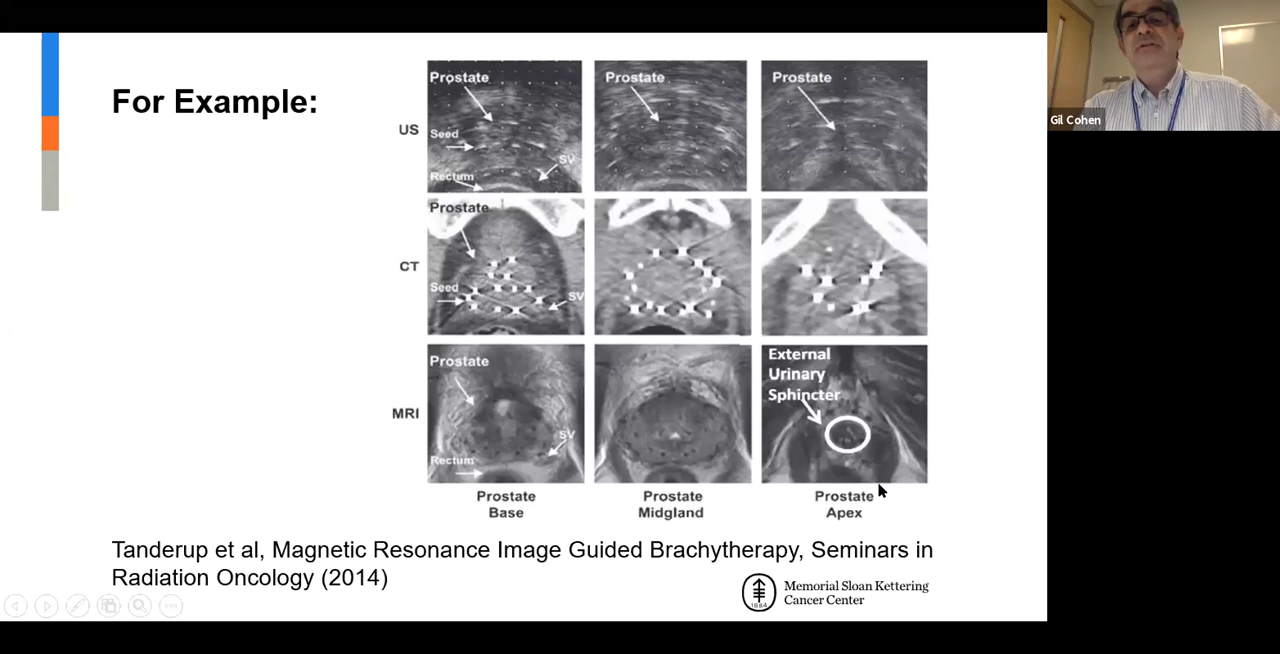 For Example:
Gil Cohen
US
Prostate
Seed
SV
Rectum
Prostate
Prostate
CT
Prostate
Seed
SV
MRI
Prostate
SV
Rectum
External
Urinary
Sphincter
Prostate
Base
Prostate
Midgland
Prostate
Apex
Tanderup et al, Magnetic Resonance Image Guided Brachytherapy, Seminars in
Radiation Oncology (2014)
1884
Memorial Sloan Kettering
Cancer Center